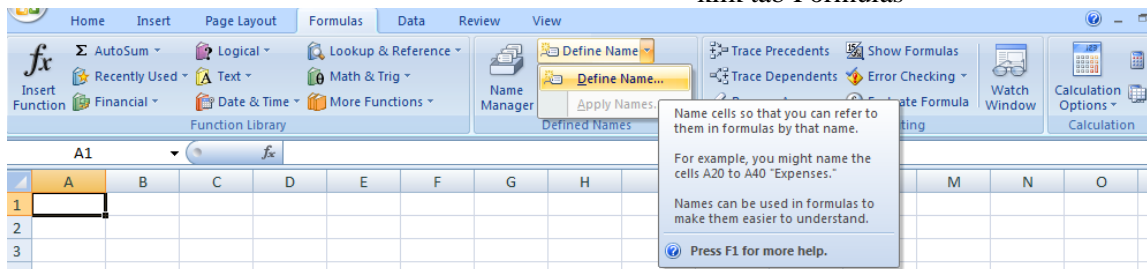 klik tab Formulas
Home Insert Page Layout Formulas Data Review View
fx Σ AutoSum Logical Lookup & Reference Define Name Trace Precedents Show Formulas
Recently Used Text Math & Trig Define Name... Trace Dependents Error Checking
Insert Function Financial Date & Time More Functions Name Manager Apply Names... Formula Watch Window Calculation Options
Function Library Defined Names Calculation
A1 fx
A B C D E F G H M N O
1
2
3
Name cells so that you can refer to
them in formulas by that name.
For example, you might name the
cells A20 to A40 "Expenses."
Names can be used in formulas to
make them easier to understand.
Press F1 for more help.